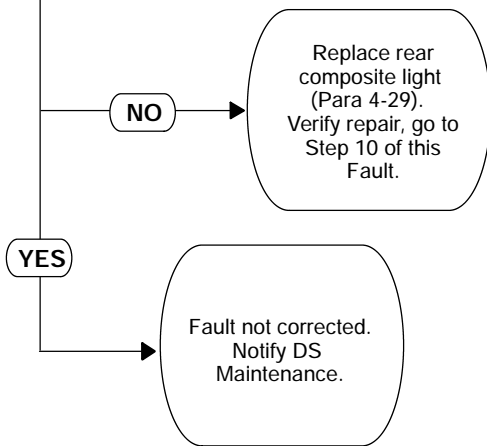 Replace rear
composite light
(Para 4-29).
Verify repair, go to
Step 10 of this
Fault.
NO
YES
Fault not corrected.
Notify DS
Maintenance.